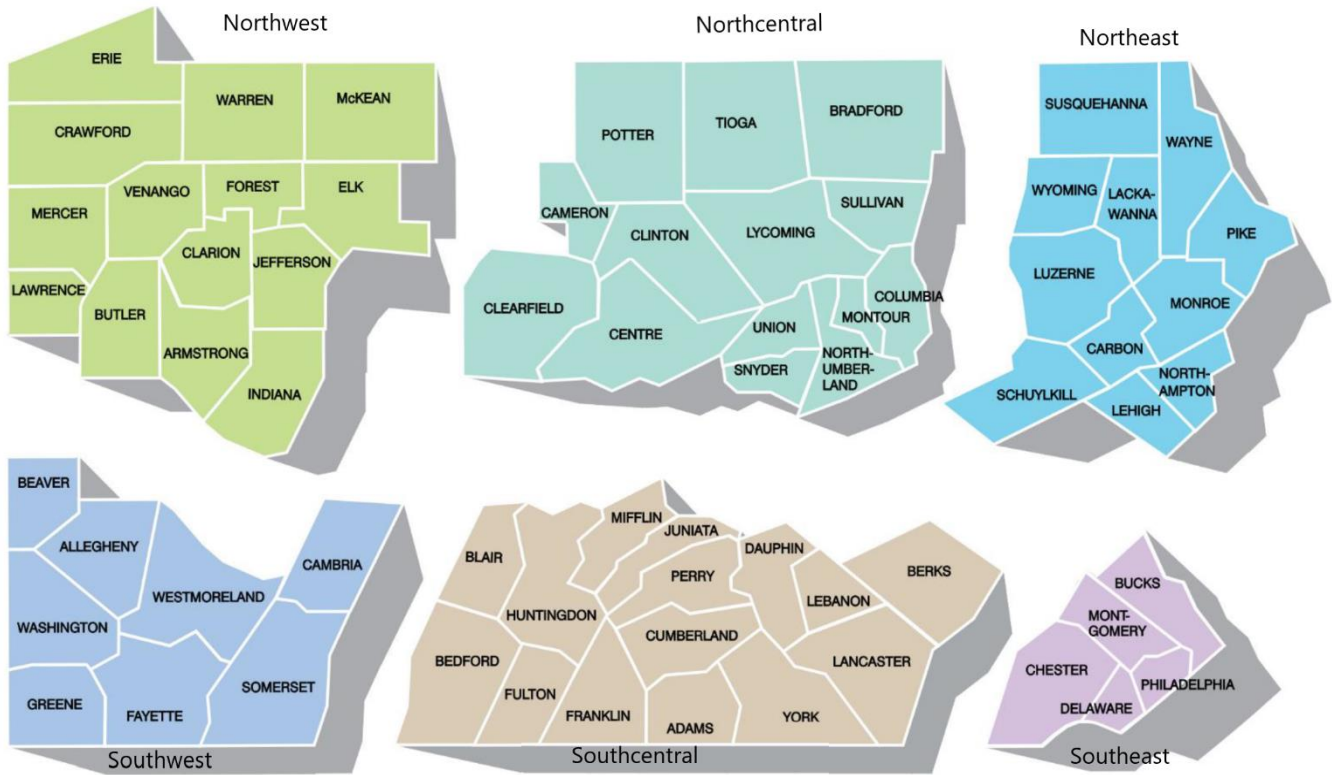 Northwest
ERIE
WARREN
McKEAN
CRAWFORD
VENANGO
FOREST
ELK
MERCER
CLARION
JEFFERSON
LAWRENCE
BUTLER
ARMSTRONG
INDIANA
Northcentral
POTTER
TIOGA
BRADFORD
CAMERON
SULLIVAN
CLINTON
LYCOMING
CLEARFIELD
COLUMBIA
MONTOUR
CENTRE
UNION
SNYDER
NORTH-
UMBER-
LAND
Northeast
SUSQUEHANNA
WAYNE
WYOMING
LACKA-
WANNA
PIKE
LUZERNE
MONROE
CARBON
SCHUYLKILL
NORTH-
AMPTON
LEHIGH
BEAVER
ALLEGHENY
CAMBRIA
WESTMORELAND
WASHINGTON
GREENE
FAYETTE
SOMERSET
Southwest
MIFFLIN
JUNIATA
BLAIR
DAUPHIN
PERRY
BERKS
LEBANON
HUNTINGDON
CUMBERLAND
BEDFORD
LANCASTER
FULTON
FRANKLIN
ADAMS
YORK
Southcentral
BUCKS
MONT-
GOMERY
CHESTER
PHILADELPHIA
DELAWARE
Southeast